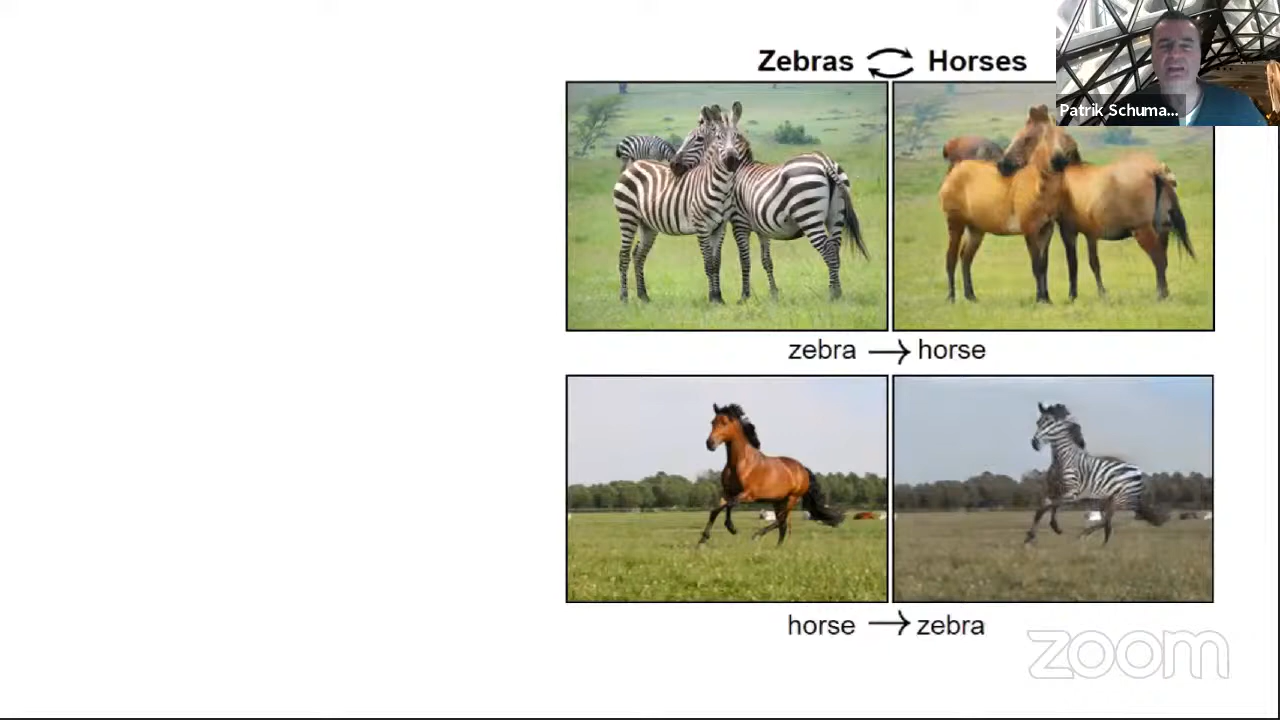 Zebras Horses
Patrik Schuma...
zebra → horse
horse → zebra
zoom